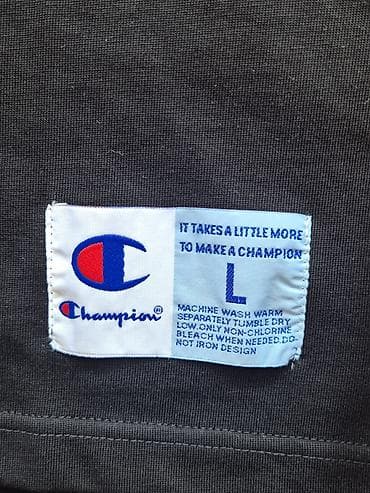 Champion®
IT TAKES A LITTLE MORE
TO MAKE A CHAMPION
L
MACHINE WASH WARM
SEPARATELY TUMBLE DRY
LOW.ONLY NON-CHLORINE
BLEACH WHEN NEEDED.DO
NOT IRON DESIGN